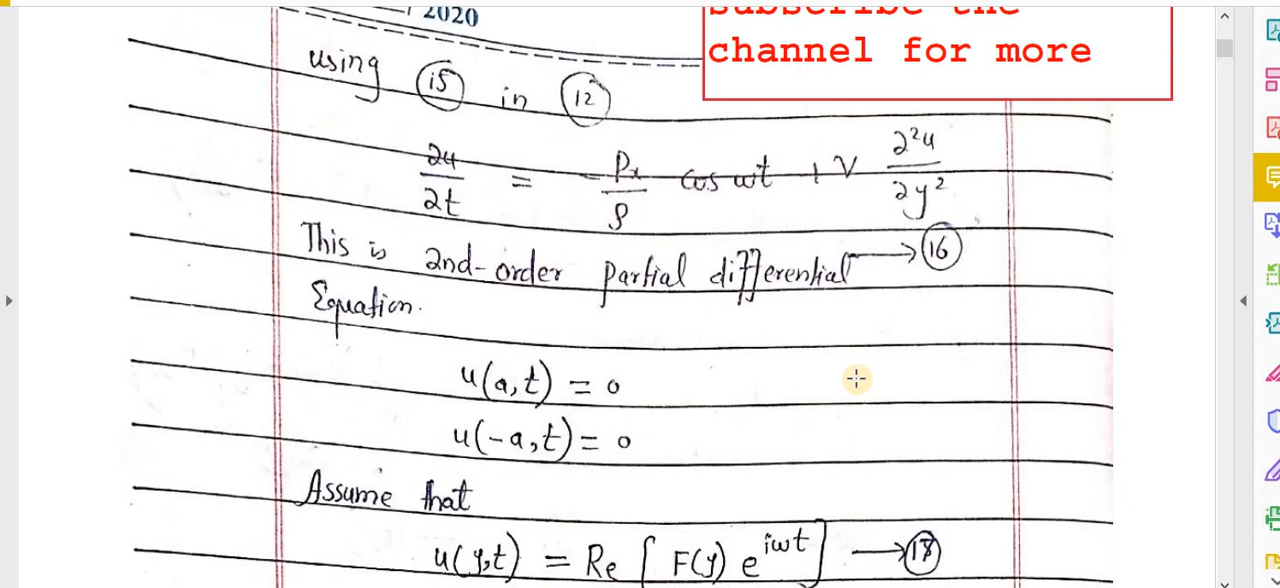 2020
Subscribe the
channel for more
using (15) in (12)
∂u/∂t = -Px/ρ cos ωt + ν ∂²u/∂y²
This is 2nd-order partial differential → (16)
Equation.
u(a,t) = 0
u(-a,t) = 0
Assume that
u(y,t) = Re [ F(y) e^{iωt} ] → (18)